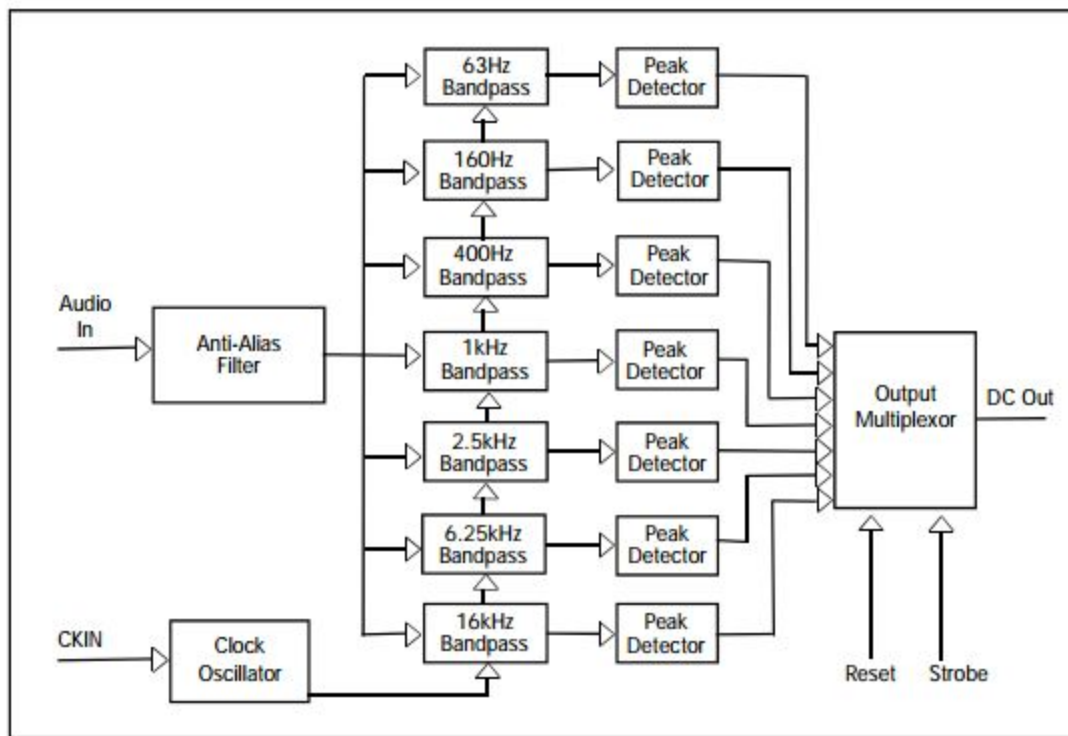 63Hz
Bandpass
Peak
Detector
160Hz
Bandpass
Peak
Detector
400Hz
Bandpass
Peak
Detector
Audio
In
Anti-Alias
Filter
1kHz
Bandpass
Peak
Detector
Output
Multiplexor
DC Out
2.5kHz
Bandpass
Peak
Detector
6.25kHz
Bandpass
Peak
Detector
16kHz
Bandpass
Peak
Detector
CKIN
Clock
Oscillator
Reset
Strobe